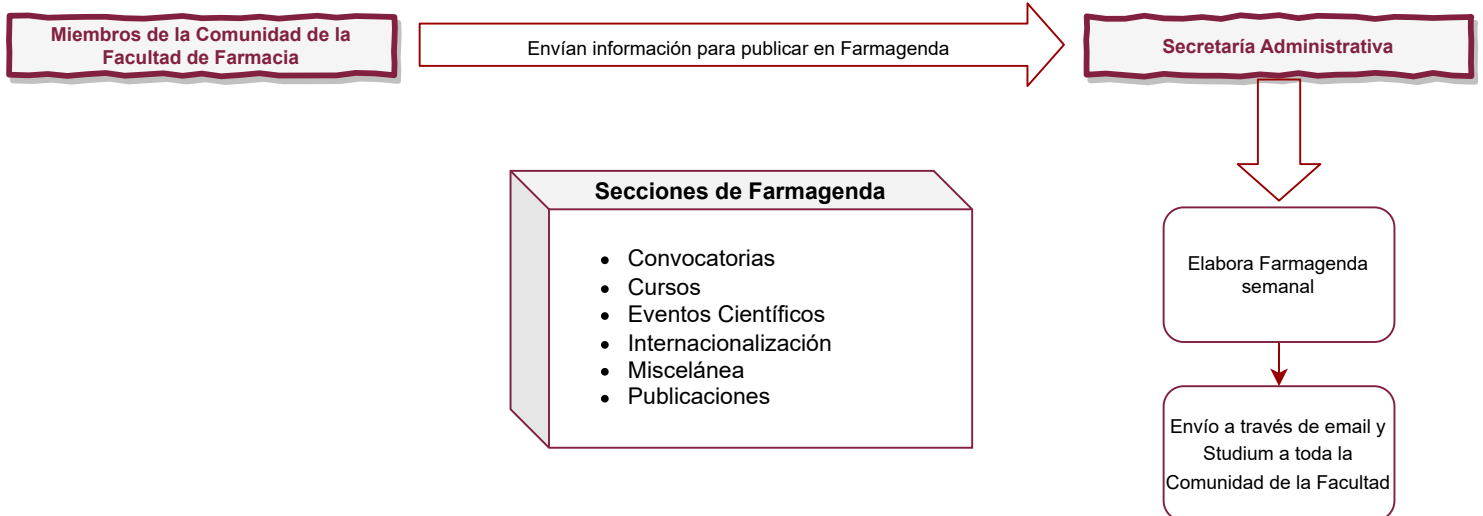 Miembros de la Comunidad de la
Facultad de Farmacia
Envían información para publicar en Farmagenda
Secretaría Administrativa
Secciones de Farmagenda
• Convocatorias
• Cursos
• Eventos Científicos
• Internacionalización
• Miscelánea
• Publicaciones
Elabora Farmagenda
semanal
Envío a través de email y
Studium a toda la
Comunidad de la Facultad